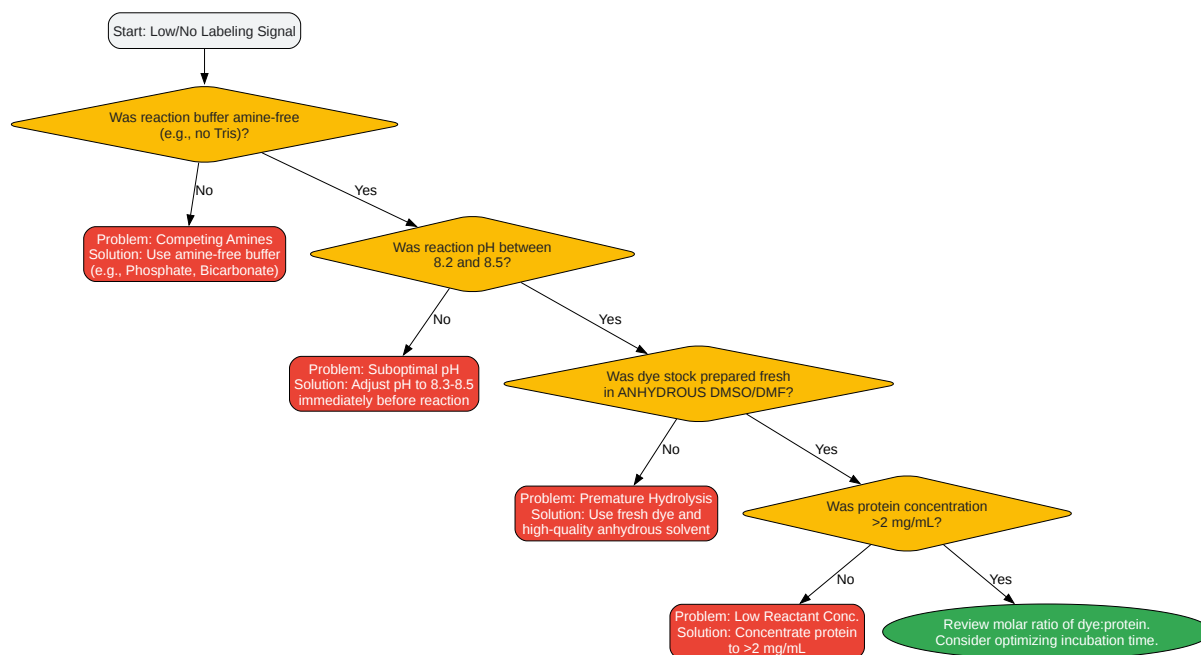 Start: Low/No Labeling Signal
Was reaction buffer amine-free
(e.g., no Tris)?
No
Yes
Problem: Competing Amines
Solution: Use amine-free buffer
(e.g., Phosphate, Bicarbonate)
Was reaction pH between
8.2 and 8.5?
No
Yes
Problem: Suboptimal pH
Solution: Adjust pH to 8.3-8.5
immediately before reaction
Was dye stock prepared fresh
in ANHYDROUS DMSO/DMF?
No
Yes
Problem: Premature Hydrolysis
Solution: Use fresh dye and
high-quality anhydrous solvent
Was protein concentration
>2 mg/mL?
No
Yes
Problem: Low Reactant Conc.
Solution: Concentrate protein
to >2 mg/mL
Review molar ratio of dye:protein.
Consider optimizing incubation time.